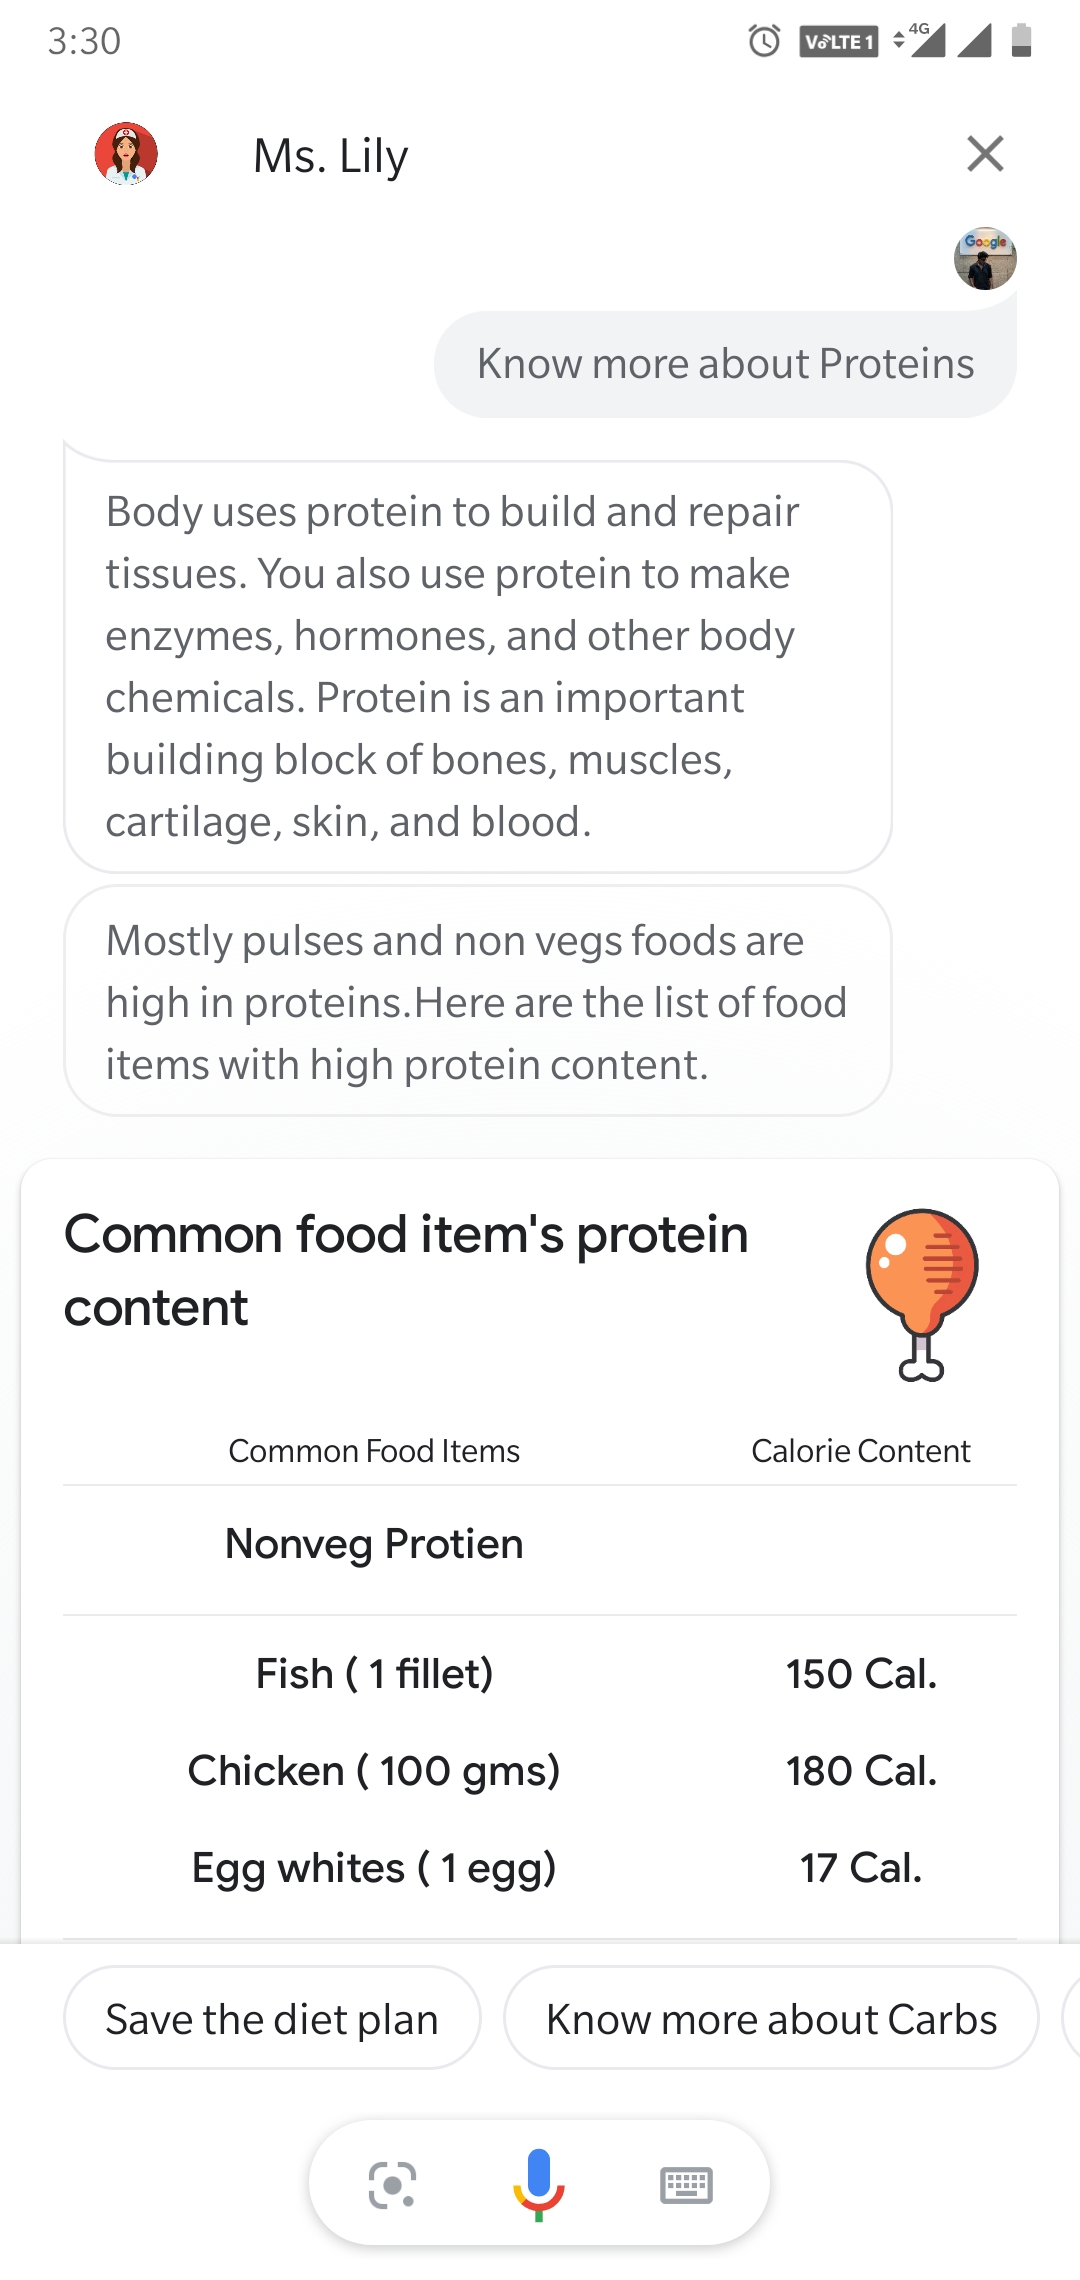 3:30
VoLTE 1
4G
Ms. Lily
Google
Know more about Proteins
Body uses protein to build and repair
tissues. You also use protein to make
enzymes, hormones, and other body
chemicals. Protein is an important
building block of bones, muscles,
cartilage, skin, and blood.
Mostly pulses and non vegs foods are
high in proteins.Here are the list of food
items with high protein content.
Common food item's protein
content
Common Food Items Calorie Content
Nonveg Protien
Fish ( 1 fillet) 150 Cal.
Chicken ( 100 gms) 180 Cal.
Egg whites ( 1 egg) 17 Cal.
Save the diet plan Know more about Carbs